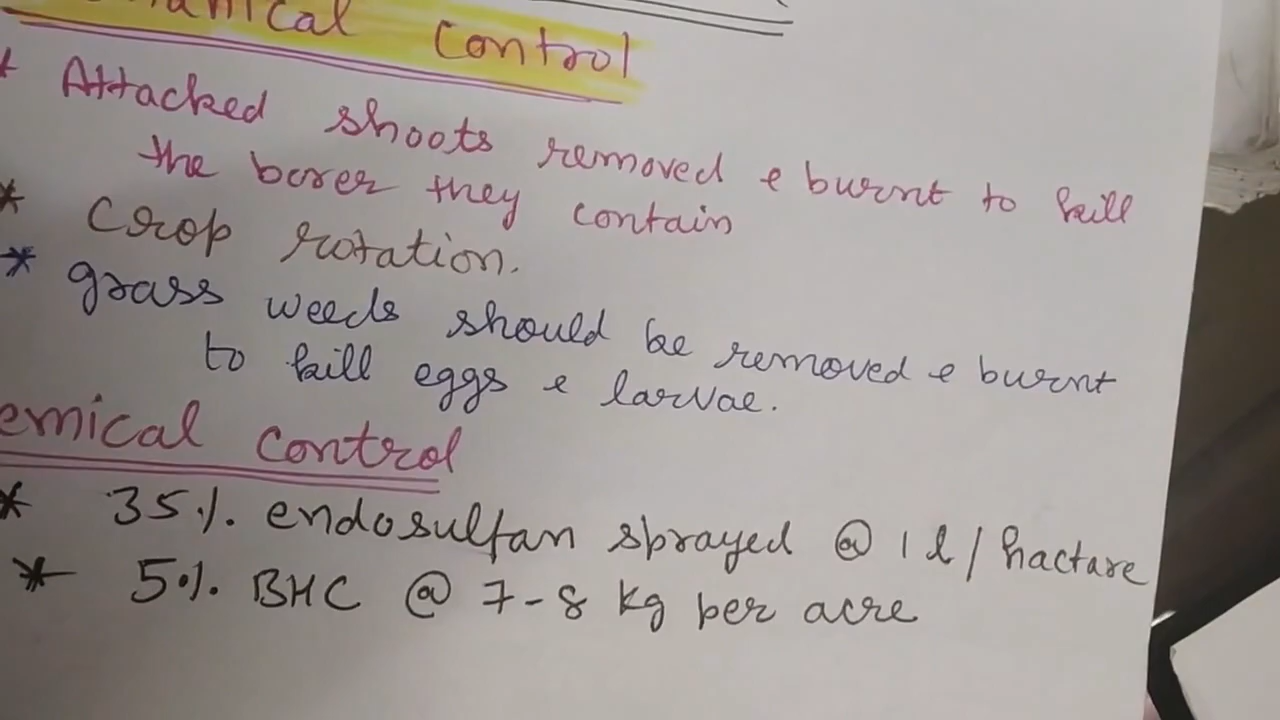 control
* Attacked shoots removed & burnt to kill
the borer they contain
* Crop rotation.
* grass weeds should be removed & burnt
to kill eggs & larvae.
emical control
* 35%. endosulfan sprayed @ 1 l / hactare
* 5%. BHC @ 7-8 kg per acre